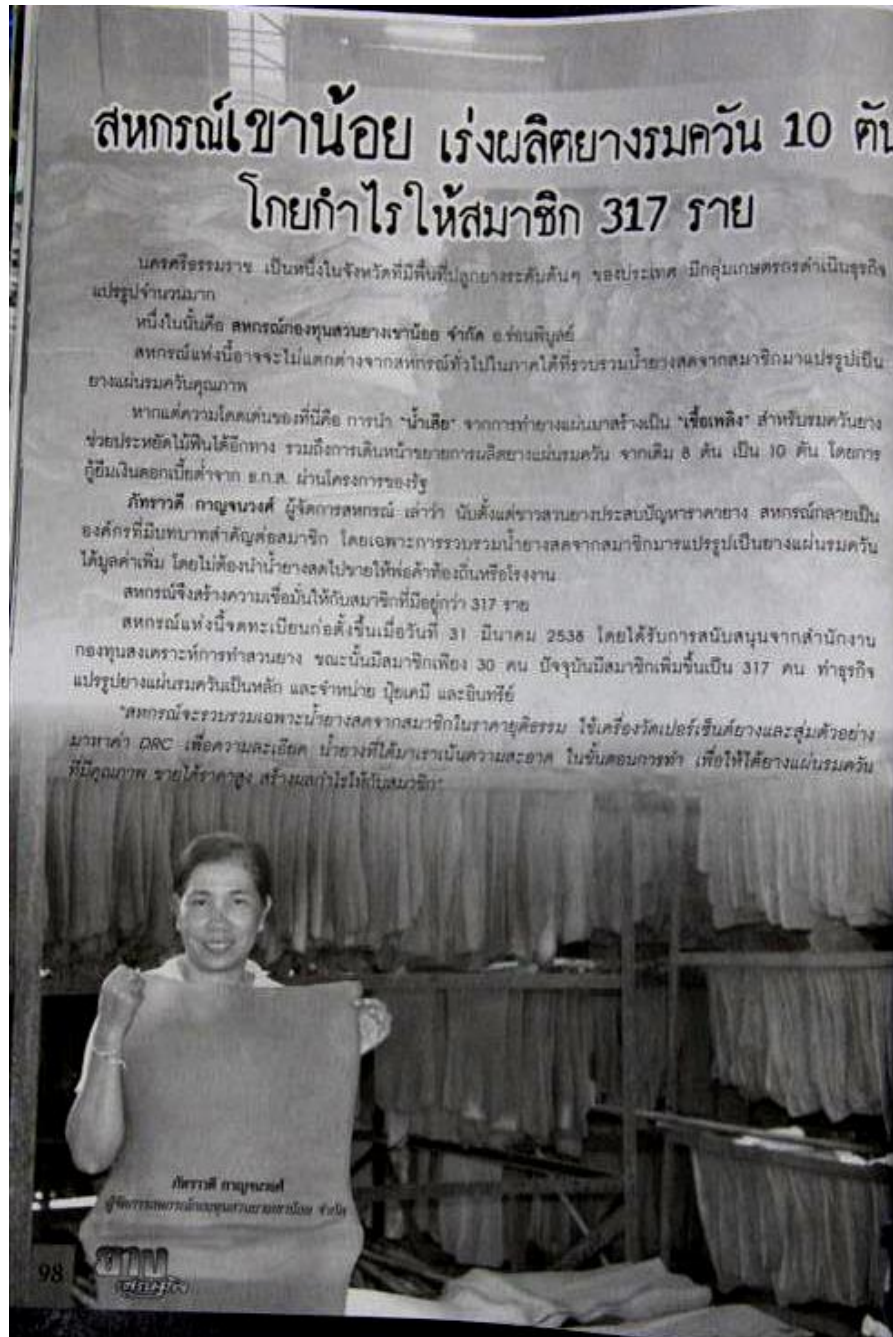 สหกรณ์เขาน้อย เร่งผลิตยางรมควัน 10 ตัน
โกยกำไรให้สมาชิก 317 ราย
นครศรีธรรมราช เป็นหนึ่งในจังหวัดที่มีพื้นที่ปลูกยางระดับต้นๆ ของประเทศ มีกลุ่มเกษตรกรดำเนินธุรกิจ
แปรรูปจำนวนมาก
หนึ่งในนั้นคือ สหกรณ์กองทุนสวนยางเขาน้อย จำกัด อ.ร่อนพิบูลย์
สหกรณ์แห่งนี้อาจจะไม่แตกต่างจากสหกรณ์ทั่วไปในภาคใต้ที่รวบรวมน้ำยางสดจากสมาชิกมาแปรรูปเป็น
ยางแผ่นรมควันคุณภาพ
หากแต่ความโดดเด่นของที่นี่คือ การนำ "น้ำเสีย" จากการทำยางแผ่นมาสร้างเป็น "เชื้อเพลิง" สำหรับรมควันยาง
ช่วยประหยัดไม้ฟืนได้อีกทาง รวมถึงการเดินหน้าขยายการผลิตยางแผ่นรมควัน จากเดิม 8 ตัน เป็น 10 ตัน โดยการ
กู้ยืมเงินดอกเบี้ยต่ำจาก ธ.ก.ส. ผ่านโครงการของรัฐ
ภัทราวดี กาญจนวงศ์ ผู้จัดการสหกรณ์ เล่าว่า นับตั้งแต่ชาวสวนยางประสบปัญหาราคายาง สหกรณ์กลายเป็น
องค์กรที่มีบทบาทสำคัญต่อสมาชิก โดยเฉพาะการรวบรวมน้ำยางสดจากสมาชิกมารแปรรูปเป็นยางแผ่นรมควัน
ได้มูลค่าเพิ่ม โดยไม่ต้องนำน้ำยางสดไปขายให้พ่อค้าท้องถิ่นหรือโรงงาน
สหกรณ์จึงสร้างความเชื่อมั่นให้กับสมาชิกที่มีอยู่กว่า 317 ราย
สหกรณ์แห่งนี้จดทะเบียนก่อตั้งขึ้นเมื่อวันที่ 31 มีนาคม 2538 โดยได้รับการสนับสนุนจากสำนักงาน
กองทุนสงเคราะห์การทำสวนยาง ขณะนั้นมีสมาชิกเพียง 30 คน ปัจจุบันมีสมาชิกเพิ่มขึ้นเป็น 317 คน ทำธุรกิจ
แปรรูปยางแผ่นรมควันเป็นหลัก และจำหน่าย ปุ๋ยเคมี และอินทรีย์
"สหกรณ์จะรวบรวมเฉพาะน้ำยางสดจากสมาชิกในราคายุติธรรม ใช้เครื่องวัดเปอร์เซ็นต์ยางและสุ่มตัวอย่าง
มาหาค่า DRC เพื่อความละเอียด น้ำยางที่ได้มาเราเน้นความสะอาด ในขั้นตอนการทำ เพื่อให้ได้ยางแผ่นรมควัน
ที่มีคุณภาพ ขายได้ราคาสูง สร้างผลกำไรให้กับสมาชิก"
ภัทราวดี กาญจนวงศ์
ผู้จัดการสหกรณ์กองทุนสวนยางเขาน้อย จำกัด
98
ยาง
เศรษฐกิจ